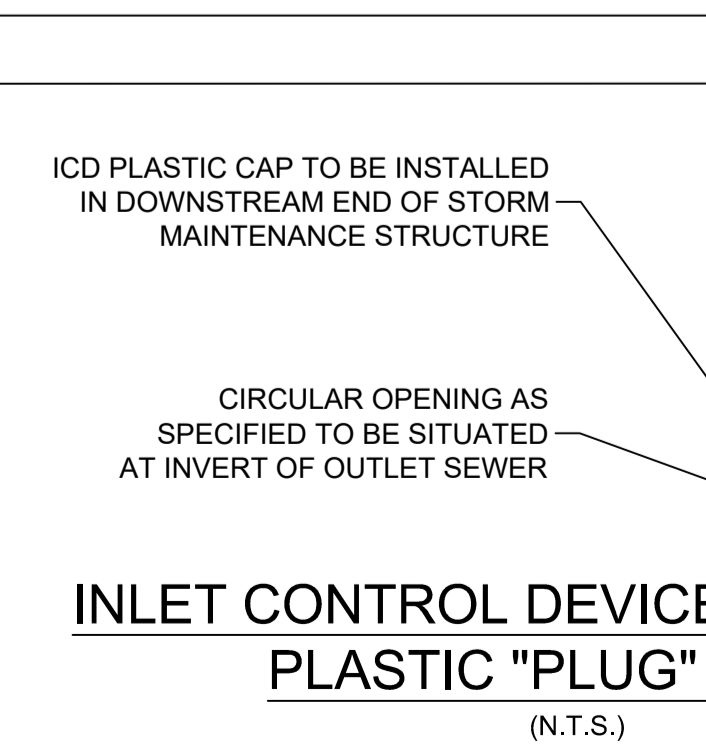 ICD PLASTIC CAP TO BE INSTALLED
IN DOWNSTREAM END OF STORM
MAINTENANCE STRUCTURE
CIRCULAR OPENING AS
SPECIFIED TO BE SITUATED
AT INVERT OF OUTLET SEWER
INLET CONTROL DEVICE
PLASTIC "PLUG"
(N.T.S.)